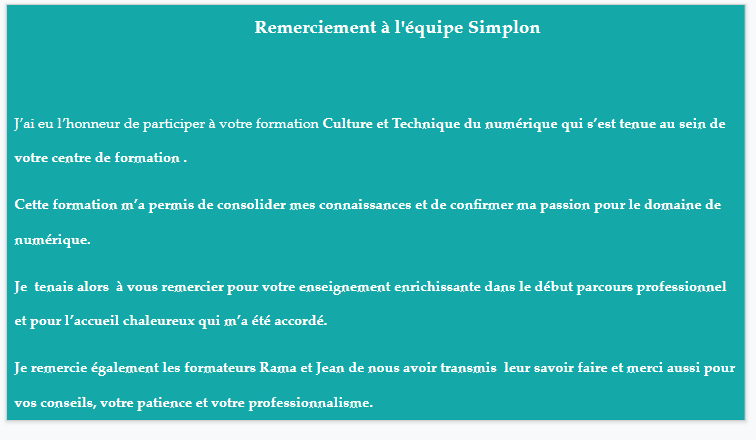 Remerciement à l'équipe Simplon
J’ai eu l’honneur de participer à votre formation Culture et Technique du numérique qui s’est tenue au sein de
votre centre de formation .
Cette formation m’a permis de consolider mes connaissances et de confirmer ma passion pour le domaine de
numérique.
Je  tenais alors  à vous remercier pour votre enseignement enrichissante dans le début parcours professionnel
et pour l’accueil chaleureux qui m’a été accordé.
Je remercie également les formateurs Rama et Jean de nous avoir transmis  leur savoir faire et merci aussi pour
vos conseils, votre patience et votre professionnalisme.